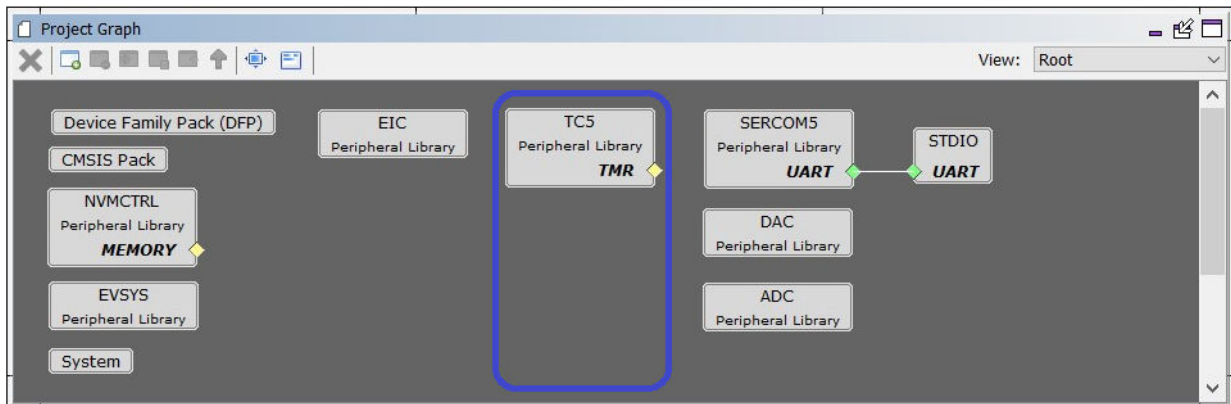 Project Graph
View: Root
Device Family Pack (DFP)
CMSIS Pack
NVMCTRL
Peripheral Library
MEMORY
EVSYS
Peripheral Library
System
EIC
Peripheral Library
TC5
Peripheral Library
TMR
SERCOM5
Peripheral Library
UART
STDIO
UART
DAC
Peripheral Library
ADC
Peripheral Library